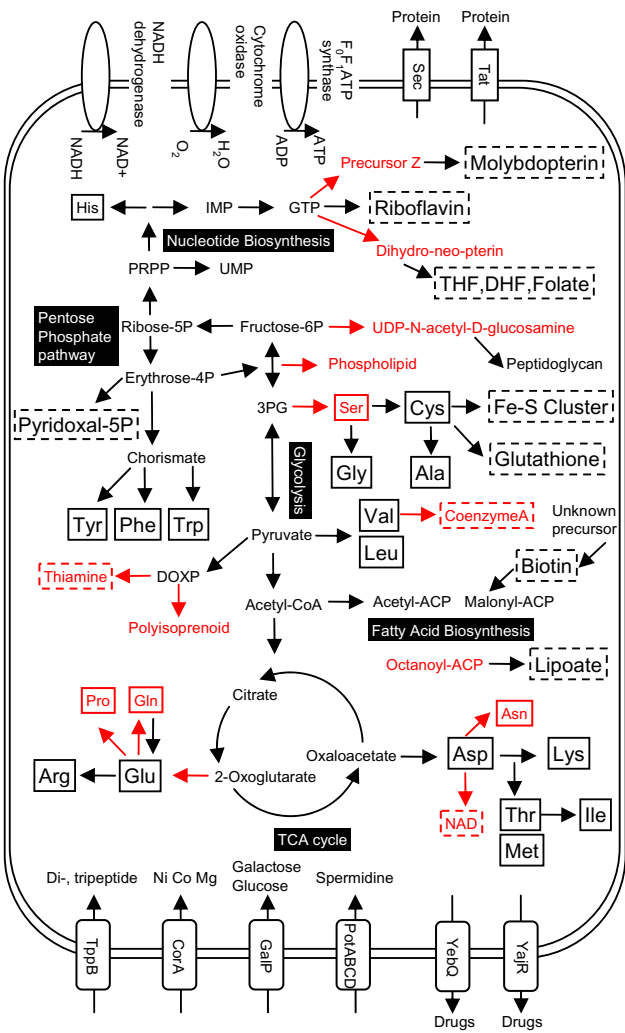 Protein
Protein
NADH
dehydrogenase
Cytochrome
oxidase
F0F1ATP
synthase
Sec
Tat
NADH
NAD+
O2
H2O
ADP
ATP
Precursor Z
Molybdopterin
His
IMP
GTP
Riboflavin
Nucleotide Biosynthesis
Dihydro-neo-pterin
PRPP
UMP
THF,DHF,Folate
Pentose
Phosphate
pathway
Ribose-5P
Fructose-6P
UDP-N-acetyl-D-glucosamine
Phospholipid
Peptidoglycan
Erythrose-4P
3PG
Ser
Cys
Fe-S Cluster
Pyridoxal-5P
Chorismate
Glycolysis
Gly
Ala
Glutathione
Tyr
Phe
Trp
Val
CoenzymeA
Unknown
precursor
Pyruvate
Leu
Thiamine
DOXP
Biotin
Acetyl-CoA
Acetyl-ACP
Malonyl-ACP
Polyisoprenoid
Fatty Acid Biosynthesis
Octanoyl-ACP
Lipoate
Citrate
Pro
Gln
Asn
Oxaloacetate
Asp
Lys
Arg
Glu
2-Oxoglutarate
NAD
Thr
Ile
TCA cycle
Met
Di-, tripeptide
Ni Co Mg
Galactose
Glucose
Spermidine
TppB
CorA
GalP
PotABCD
YebQ
YajR
Drugs
Drugs